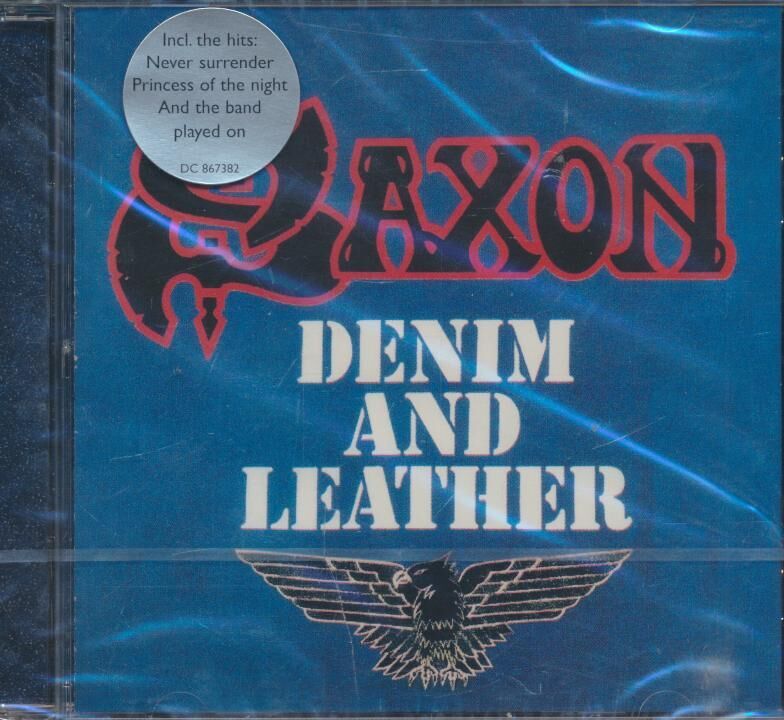 Incl. the hits:
Never surrender
Princess of the night
And the band
played on
DC 867382
SAXON
DENIM
AND
LEATHER